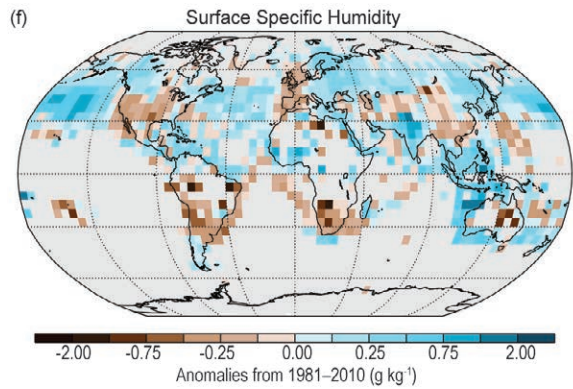 (f) Surface Specific Humidity
-2.00 -0.75 -0.25 0.00 0.25 0.75 2.00
Anomalies from 1981–2010 (g kg⁻¹)